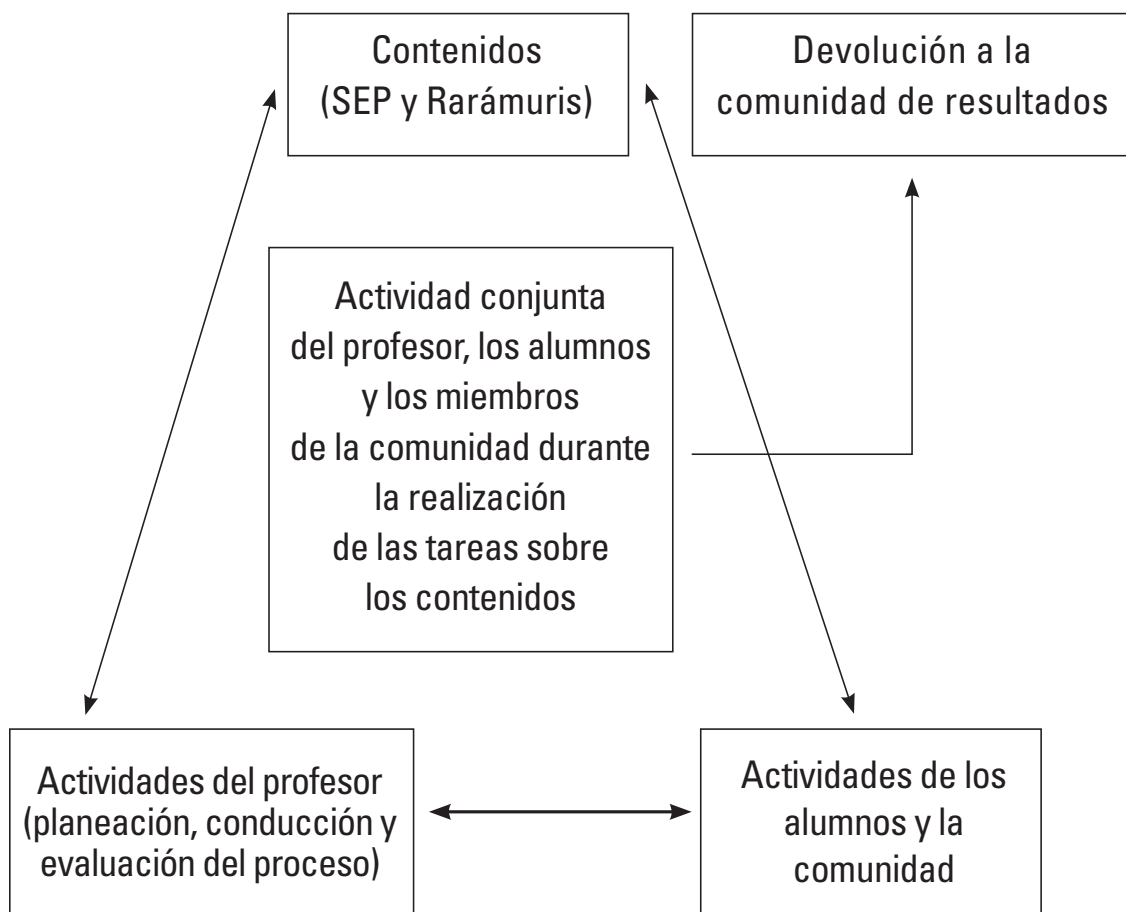 Contenidos
(SEP y Rarámuris)
Devolución a la
comunidad de resultados
Actividad conjunta
del profesor, los alumnos
y los miembros
de la comunidad durante
la realización
de las tareas sobre
los contenidos
Actividades del profesor
(planeación, conducción y
evaluación del proceso)
Actividades de los
alumnos y la
comunidad